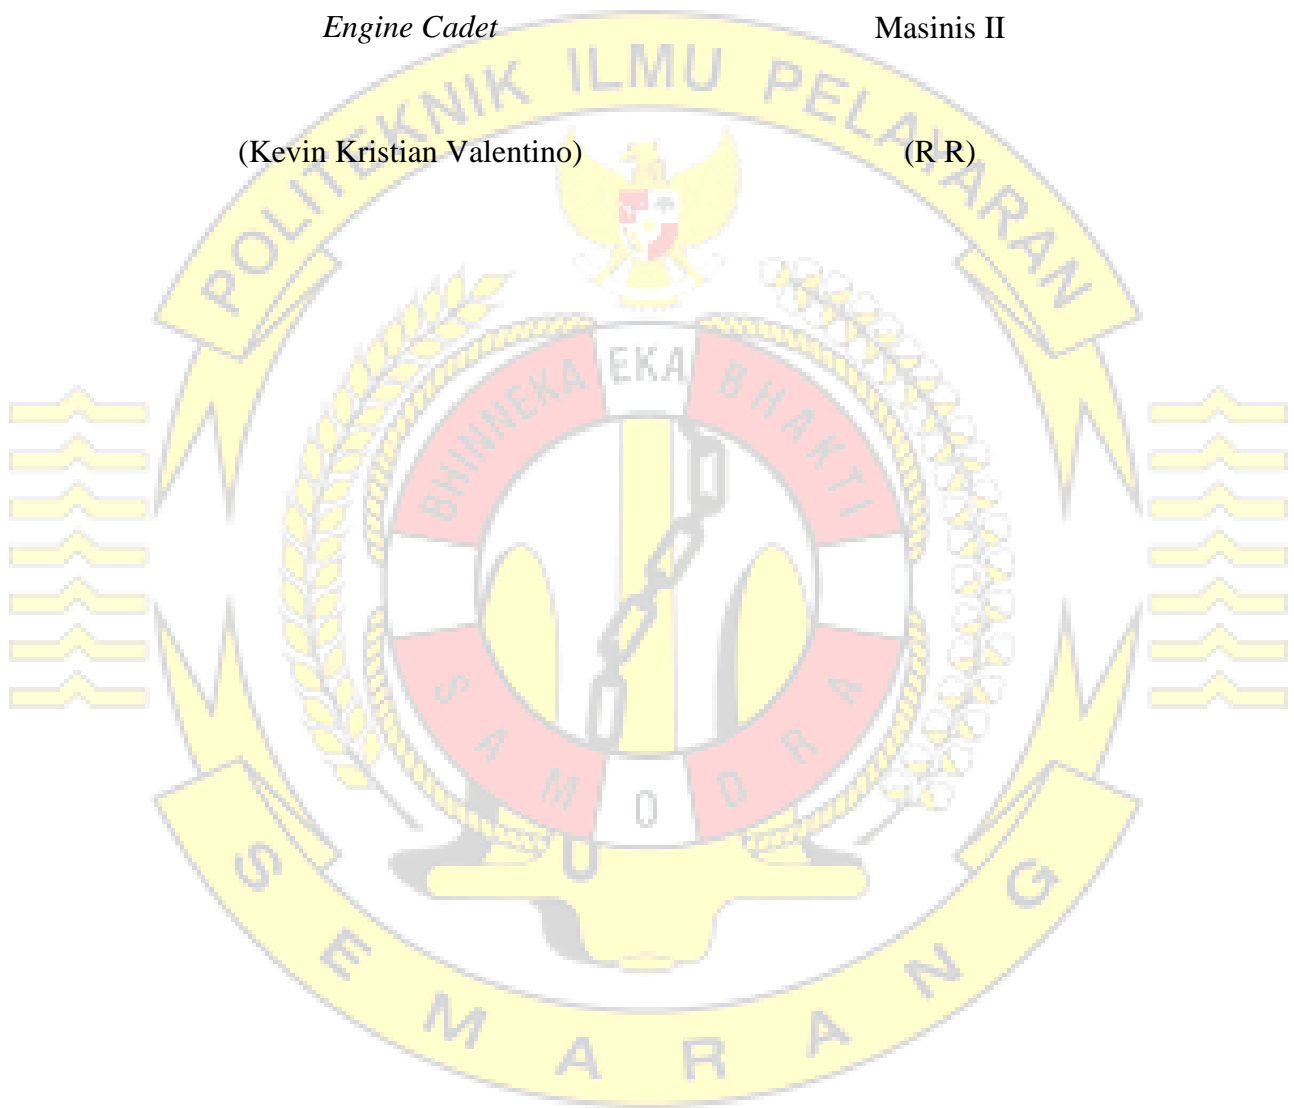 Engine Cadet Masinis II
POLITEKNIK ILMU PELAYARAN
(Kevin Kristian Valentino) (R R)
BHINNEKA EKA BHAKTI
SAMODRA
SEMARANG